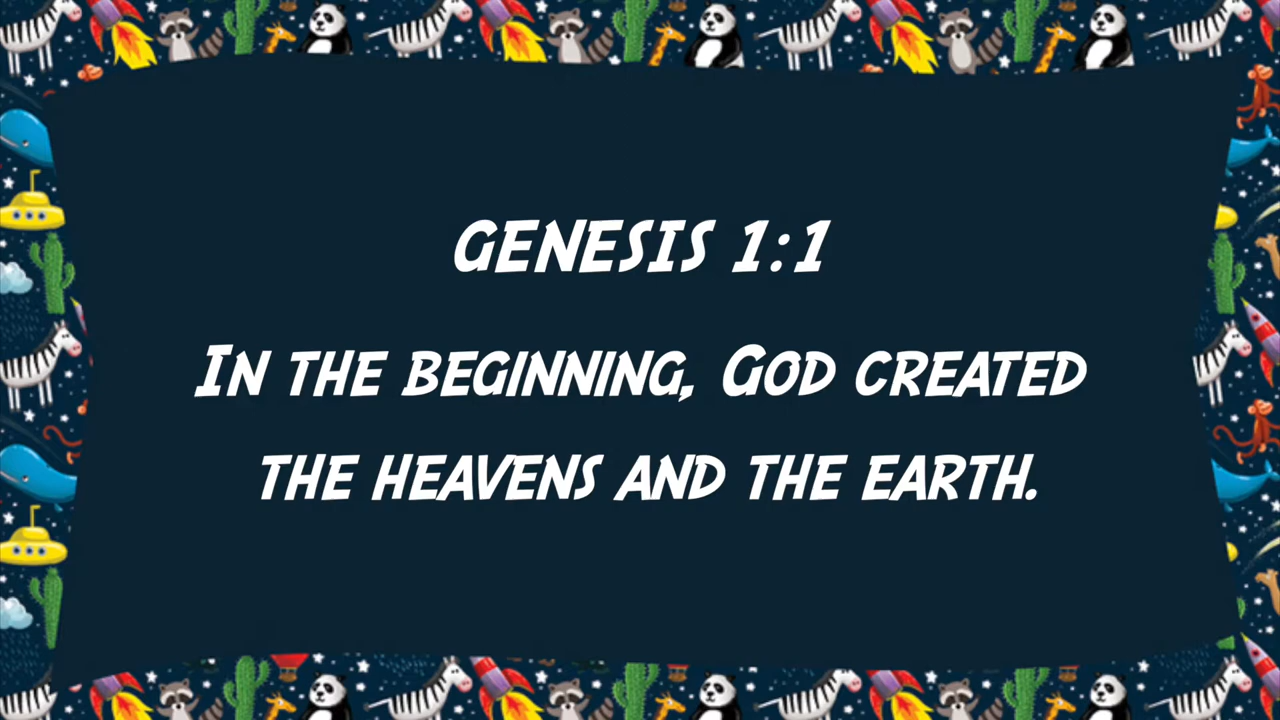 GENESIS 1:1
In the beginning, God created
the heavens and the earth.